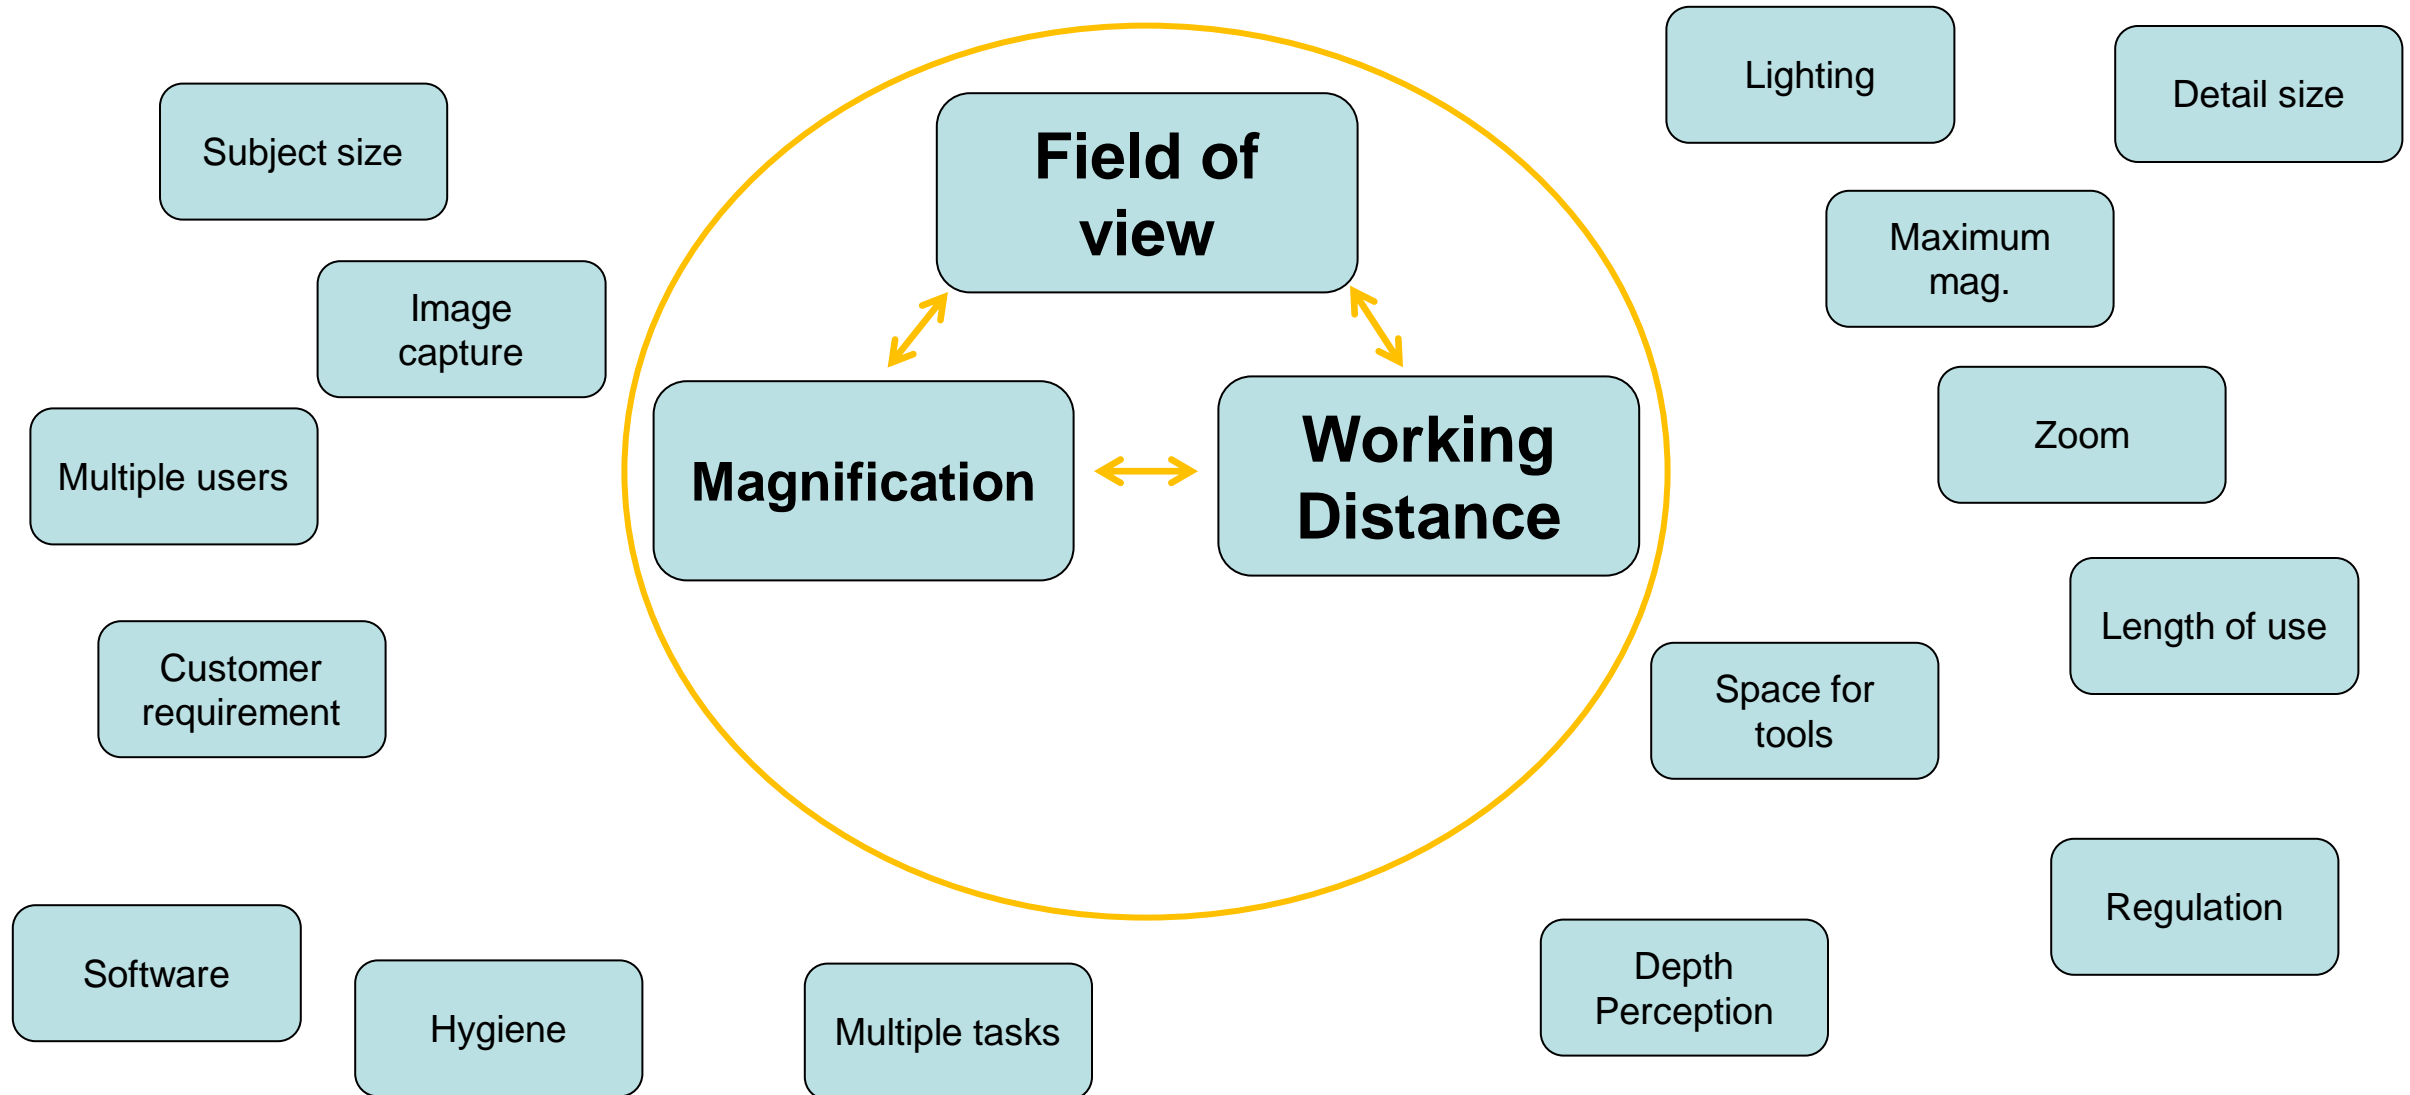 Lighting
Detail size
Subject size
Field of
view
Maximum
mag.
Image
capture
Multiple users
Magnification
Working
Distance
Zoom
Length of use
Customer
requirement
Space for
tools
Regulation
Software
Hygiene
Multiple tasks
Depth
Perception